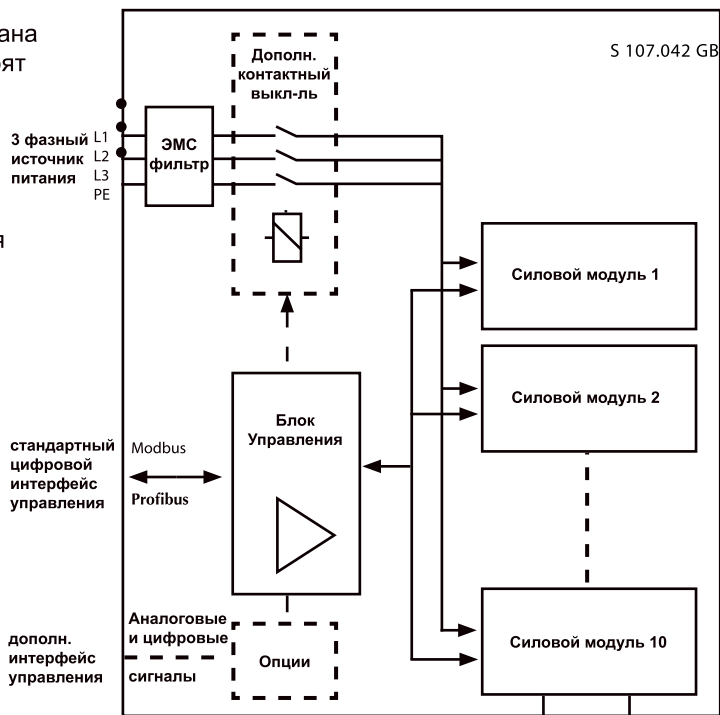 S 107.042 GB
Дополн.
контактный
выкл-ль
3 фазный
источник
питания
L1
L2
L3
PE
ЭМС
фильтр
Силовой модуль 1
Силовой модуль 2
Блок
Управления
стандартный
цифровой
интерфейс
управления
Modbus
Profibus
Аналоговые
и цифровые
сигналы
дополн.
интерфейс
управления
Опции
Силовой модуль 10